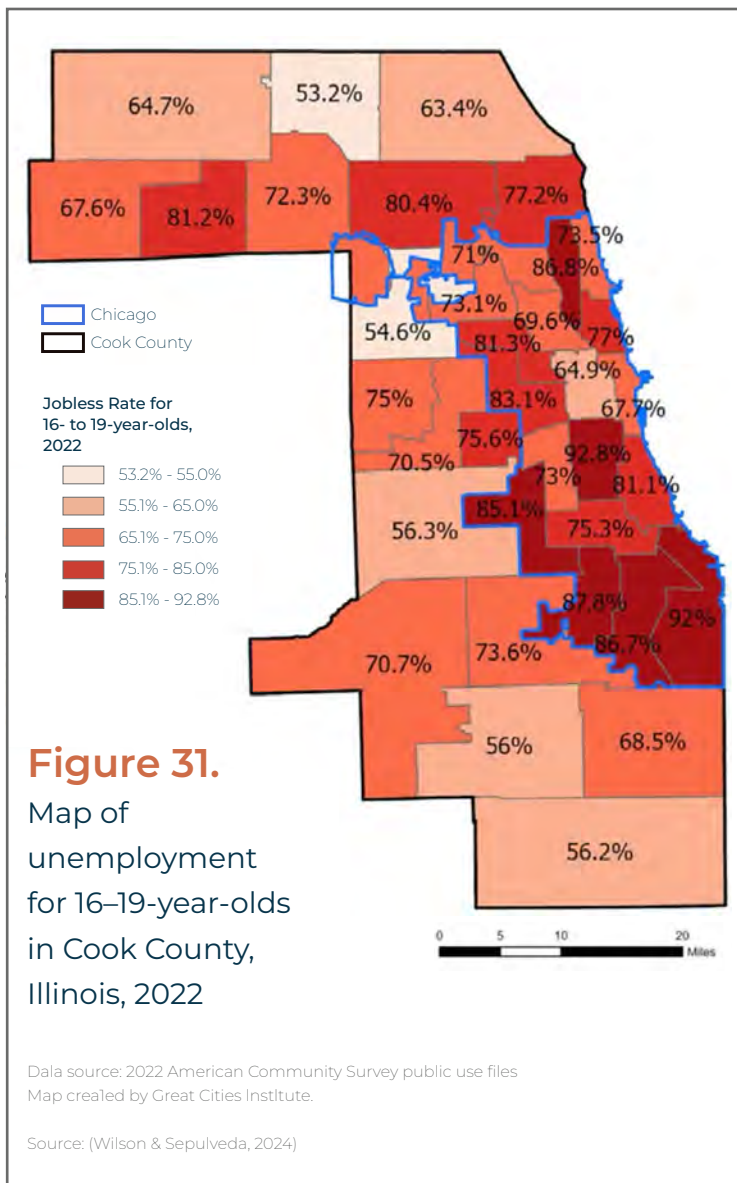 64.7%
53.2%
63.4%
67.6%
81.2%
72.3%
80.4%
77.2%
73.5%
71%
86.8%
73.1%
69.6%
77%
54.6%
81.3%
64.9%
75%
83.1%
67.7%
75.6%
92.8%
70.5%
73%
81.1%
85.1%
56.3%
75.3%
87.8%
92%
86.7%
70.7%
73.6%
56%
68.5%
56.2%
Chicago
Cook County
Jobless Rate for
16- to 19-year-olds,
2022
53.2% - 55.0%
55.1% - 65.0%
65.1% - 75.0%
75.1% - 85.0%
85.1% - 92.8%
Figure 31.
Map of
unemployment
for 16–19-year-olds
in Cook County,
Illinois, 2022
0 5 10 20
Miles
Dala source: 2022 American Community Survey public use files
Map crea1ed by Great Cities Instltute.
Source: (Wilson & Sepulveda, 2024)